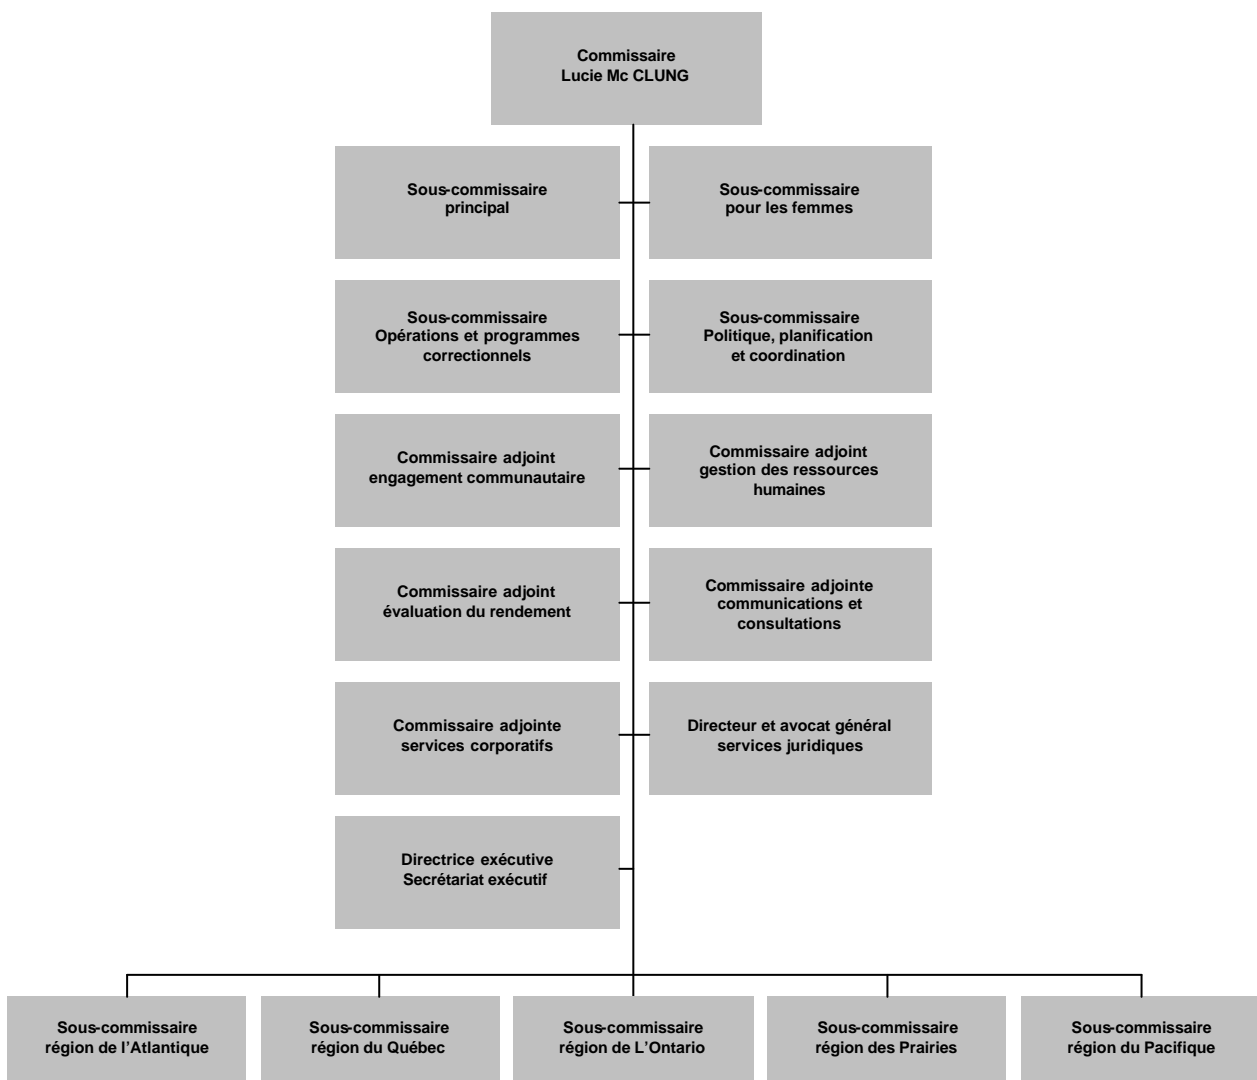 Commissaire
Lucie Mc CLUNG
Sous-commissaire
principal
Sous-commissaire
pour les femmes
Sous-commissaire
Opérations et programmes
correctionnels
Sous-commissaire
Politique, planification
et coordination
Commissaire adjoint
engagement communautaire
Commissaire adjoint
gestion des ressources
humaines
Commissaire adjoint
évaluation du rendement
Commissaire adjointe
communications et
consultations
Commissaire adjointe
services corporatifs
Directeur et avocat général
services juridiques
Directrice exécutive
Secrétariat exécutif
Sous-commissaire
région de l’Atlantique
Sous-commissaire
région du Québec
Sous-commissaire
région de L’Ontario
Sous-commissaire
région des Prairies
Sous-commissaire
région du Pacifique